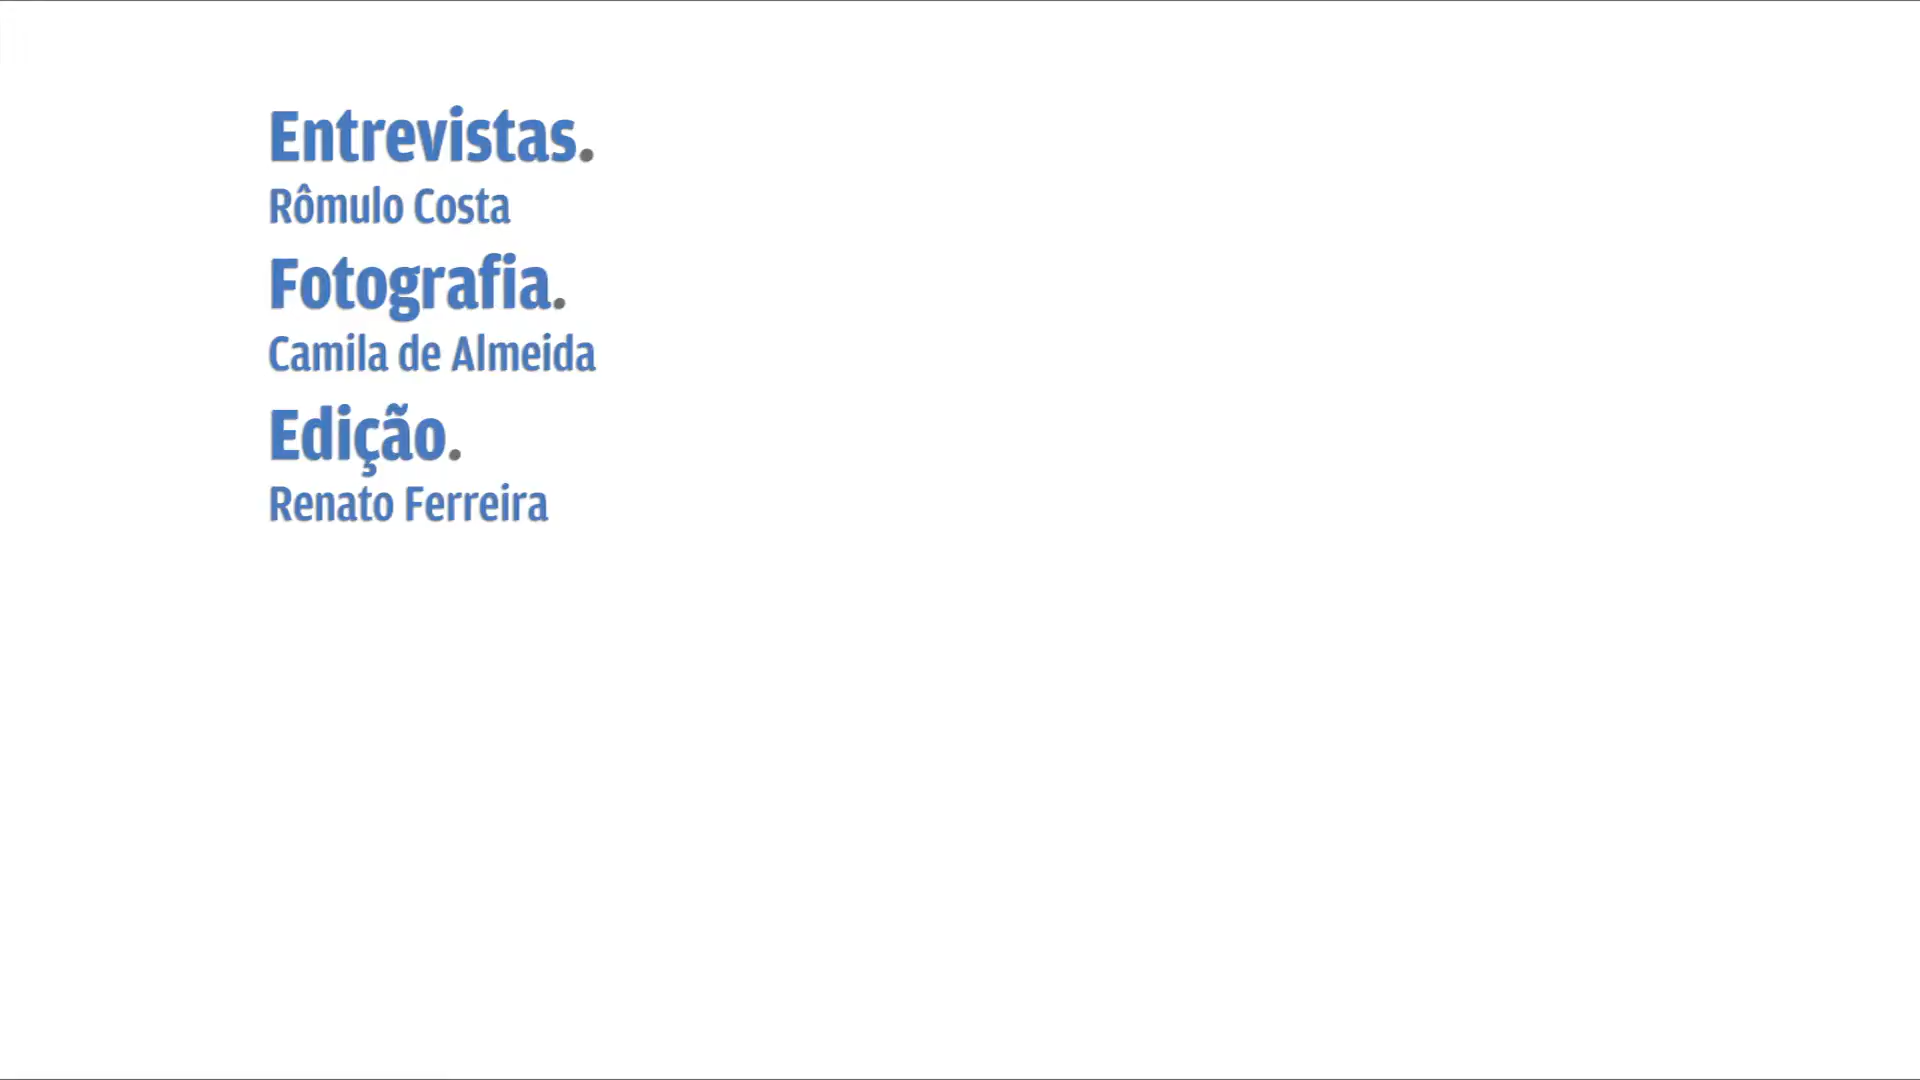 Entrevistas.
Rômulo Costa
Fotografia.
Camila de Almeida
Edição.
Renato Ferreira